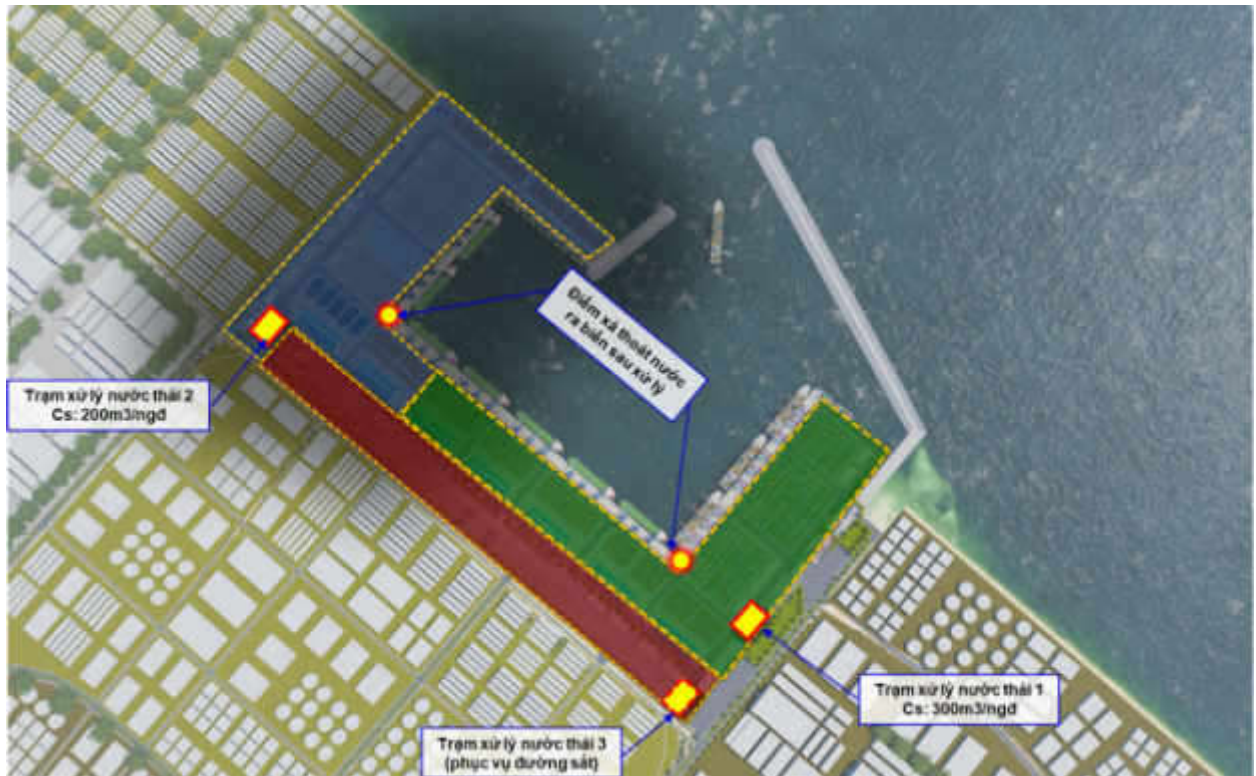 Điểm xả thoát nước
ra biển sau xử lý
Trạm xử lý nước thải 2
Cs: 200m3/ngđ
Trạm xử lý nước thải 1
Cs: 300m3/ngđ
Trạm xử lý nước thải 3
(phục vụ đường sắt)